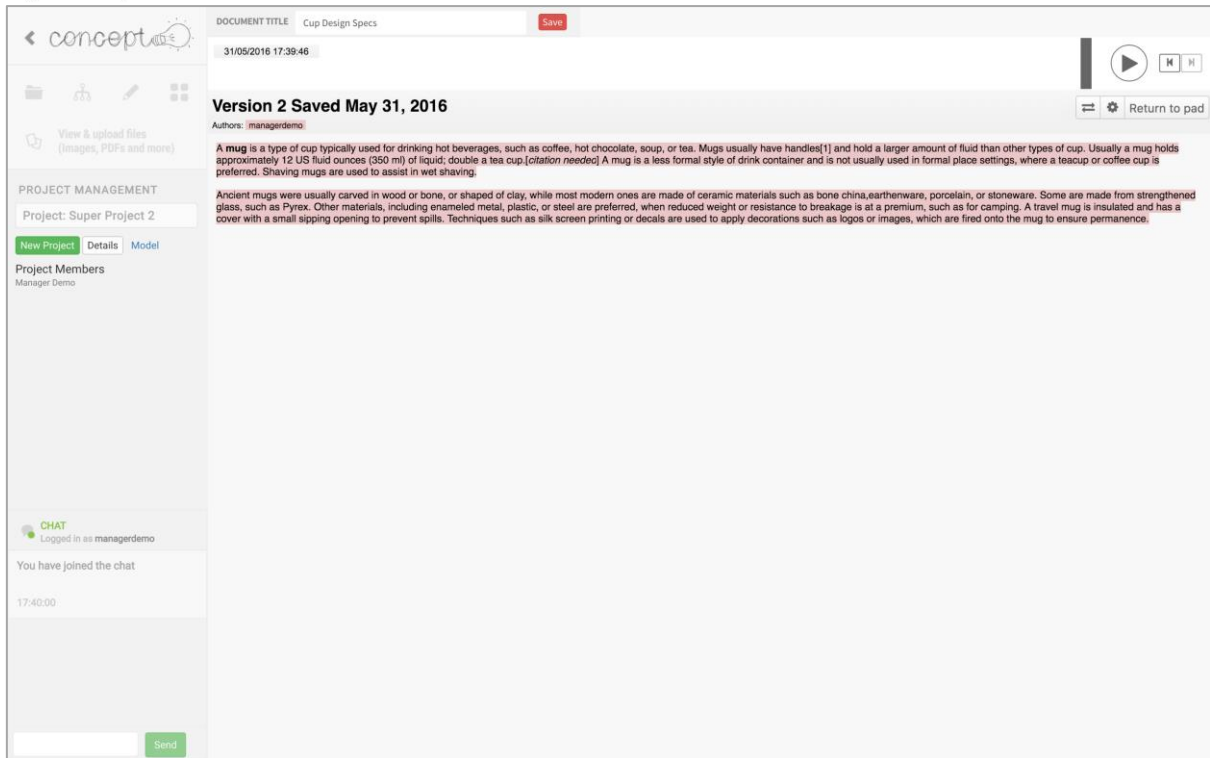 concept
View & upload files
(Images, PDFs and more)
PROJECT MANAGEMENT
Project: Super Project 2
New Project Details Model
Project Members
Manager Demo
CHAT
Logged in as managerdemo
You have joined the chat
17:40:00
Send
DOCUMENT TITLE Cup Design Specs Save
31/05/2016 17:39:46
Version 2 Saved May 31, 2016
Return to pad
Authors: managerdemo
A mug is a type of cup typically used for drinking hot beverages, such as coffee, hot chocolate, soup, or tea. Mugs usually have handles[1] and hold a larger amount of fluid than other types of cup. Usually a mug holds
approximately 12 US fluid ounces (350 ml) of liquid; double a tea cup.[citation needed] A mug is a less formal style of drink container and is not usually used in formal place settings, where a teacup or coffee cup is
preferred. Shaving mugs are used to assist in wet shaving.
Ancient mugs were usually carved in wood or bone, or shaped of clay, while most modern ones are made of ceramic materials such as bone china,earthenware, porcelain, or stoneware. Some are made from strengthened
glass, such as Pyrex. Other materials, including enameled metal, plastic, or steel are preferred, when reduced weight or resistance to breakage is at a premium, such as for camping. A travel mug is insulated and has a
cover with a small sipping opening to prevent spills. Techniques such as silk screen printing or decals are used to apply decorations such as logos or images, which are fired onto the mug to ensure permanence.